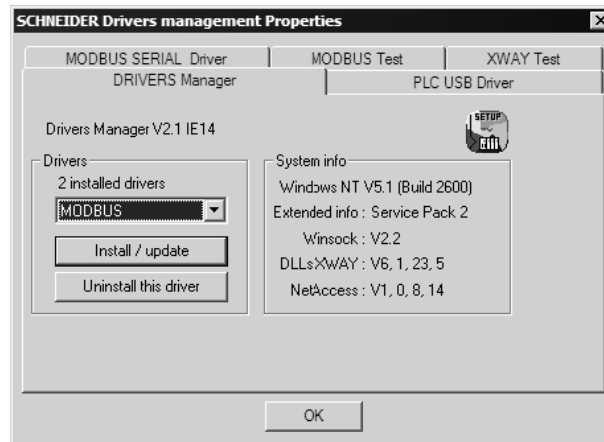 SCHNEIDER Drivers management Properties
MODBUS SERIAL Driver
MODBUS Test
XWAY Test
DRIVERS Manager
PLC USB Driver
Drivers Manager V2.1 IE14
SETUP
Drivers
2 installed drivers
MODBUS
Install / update
Uninstall this driver
System info
Windows NT V5.1 (Build 2600)
Extended info : Service Pack 2
Winsock : V2.2
DLLsXWAY : V6, 1, 23, 5
NetAccess : V1, 0, 8, 14
OK